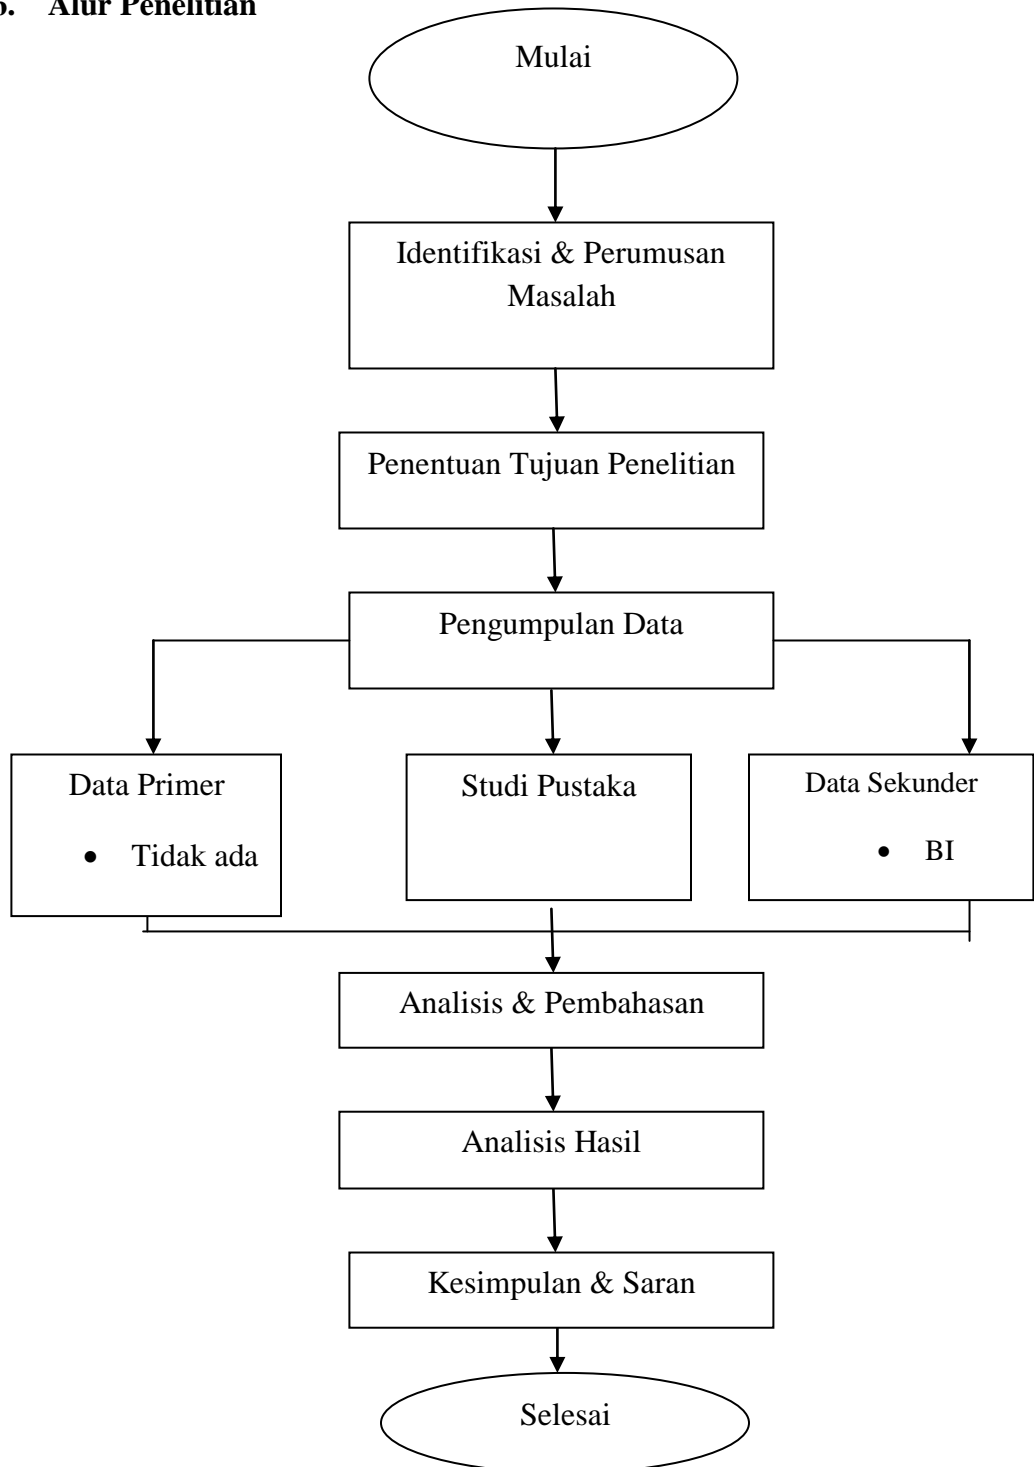 Alur Penelitian
Mulai
Identifikasi & Perumusan
Masalah
Penentuan Tujuan Penelitian
Pengumpulan Data
Data Primer
• Tidak ada
Studi Pustaka
Data Sekunder
• BI
Analisis & Pembahasan
Analisis Hasil
Kesimpulan & Saran
Selesai